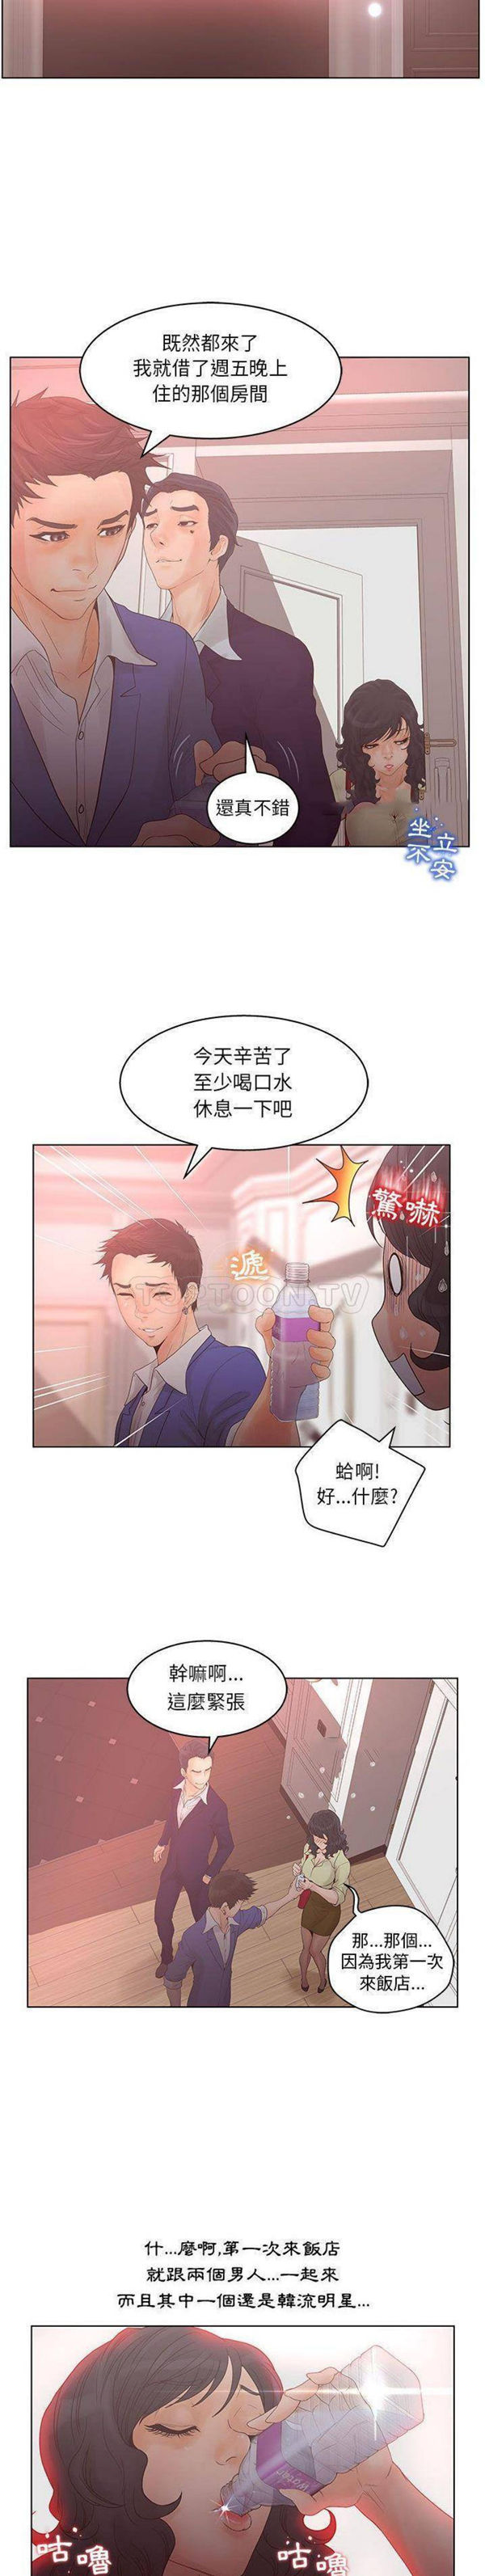 既然都來了
我就借了週五晚上
住的那個房間
還真不錯
坐立
不安
今天辛苦了
至少喝口水
休息一下吧
驚嚇
遞
TOPTOON.TV
蛤啊!
好...什麼?
幹嘛啊...
這麼緊張
那...那個...
因為我第一次
來飯店...
什...麼啊,第一次來飯店
就跟兩個男人...一起來
而且其中一個還是韓流明星...
water
咕嚕
咕嚕